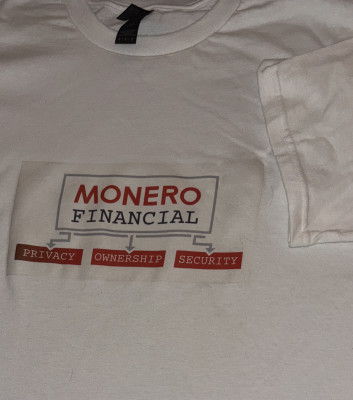 MONERO
FINANCIAL
PRIVACY OWNERSHIP SECURITY